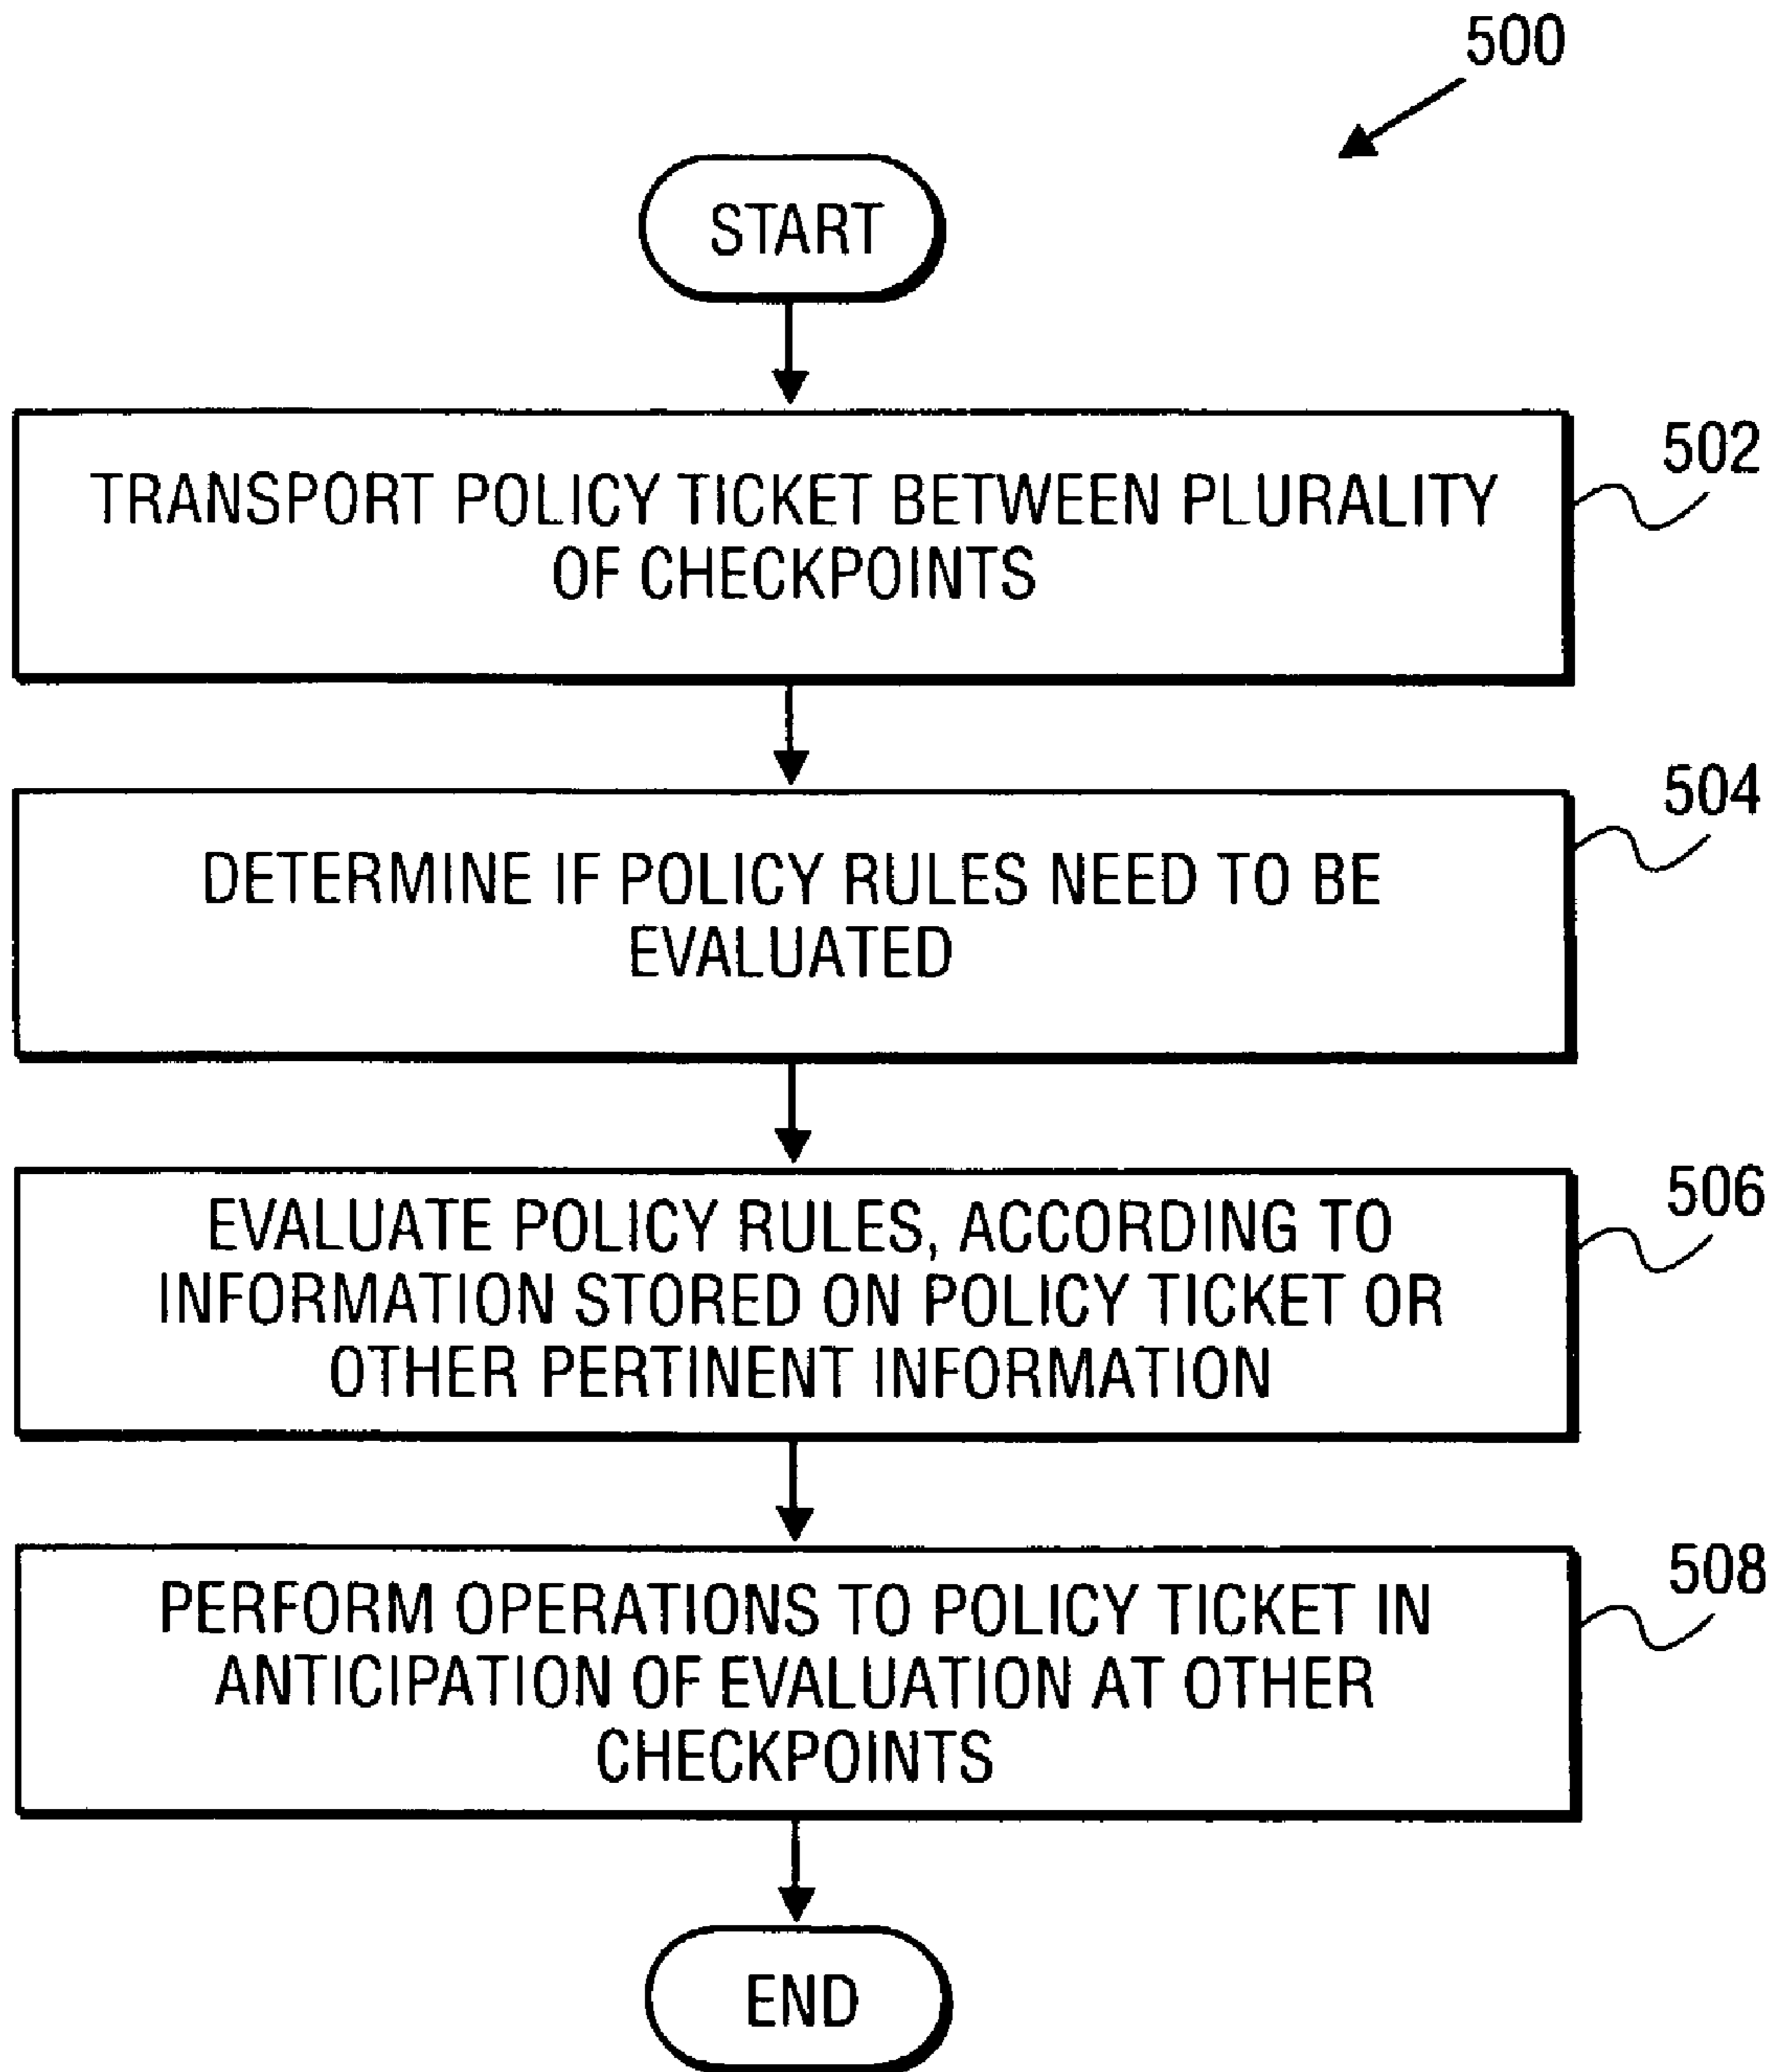 500
START
502
TRANSPORT POLICY TICKET BETWEEN PLURALITY
OF CHECKPOINTS
504
DETERMINE IF POLICY RULES NEED TO BE
EVALUATED
506
EVALUATE POLICY RULES, ACCORDING TO
INFORMATION STORED ON POLICY TICKET OR
OTHER PERTINENT INFORMATION
508
PERFORM OPERATIONS TO POLICY TICKET IN
ANTICIPATION OF EVALUATION AT OTHER
CHECKPOINTS
END